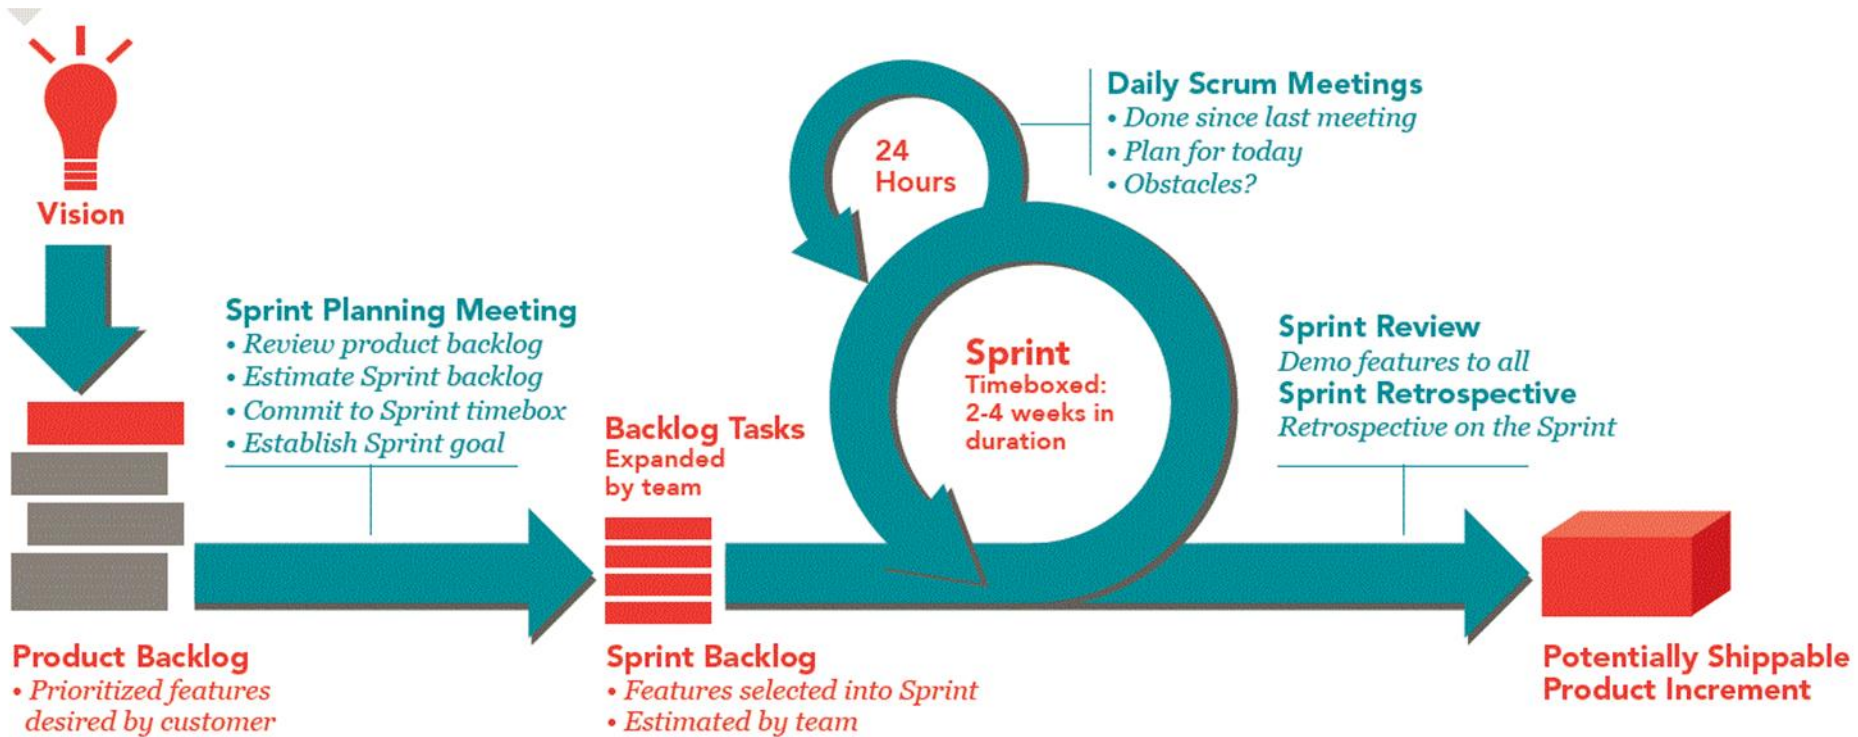 Vision
Product Backlog
• Prioritized features
desired by customer
Sprint Planning Meeting
• Review product backlog
• Estimate Sprint backlog
• Commit to Sprint timebox
• Establish Sprint goal
Backlog Tasks
Expanded
by team
Sprint Backlog
• Features selected into Sprint
• Estimated by team
24
Hours
Daily Scrum Meetings
• Done since last meeting
• Plan for today
• Obstacles?
Sprint
Timeboxed:
2-4 weeks in
duration
Sprint Review
Demo features to all
Sprint Retrospective
Retrospective on the Sprint
Potentially Shippable
Product Increment